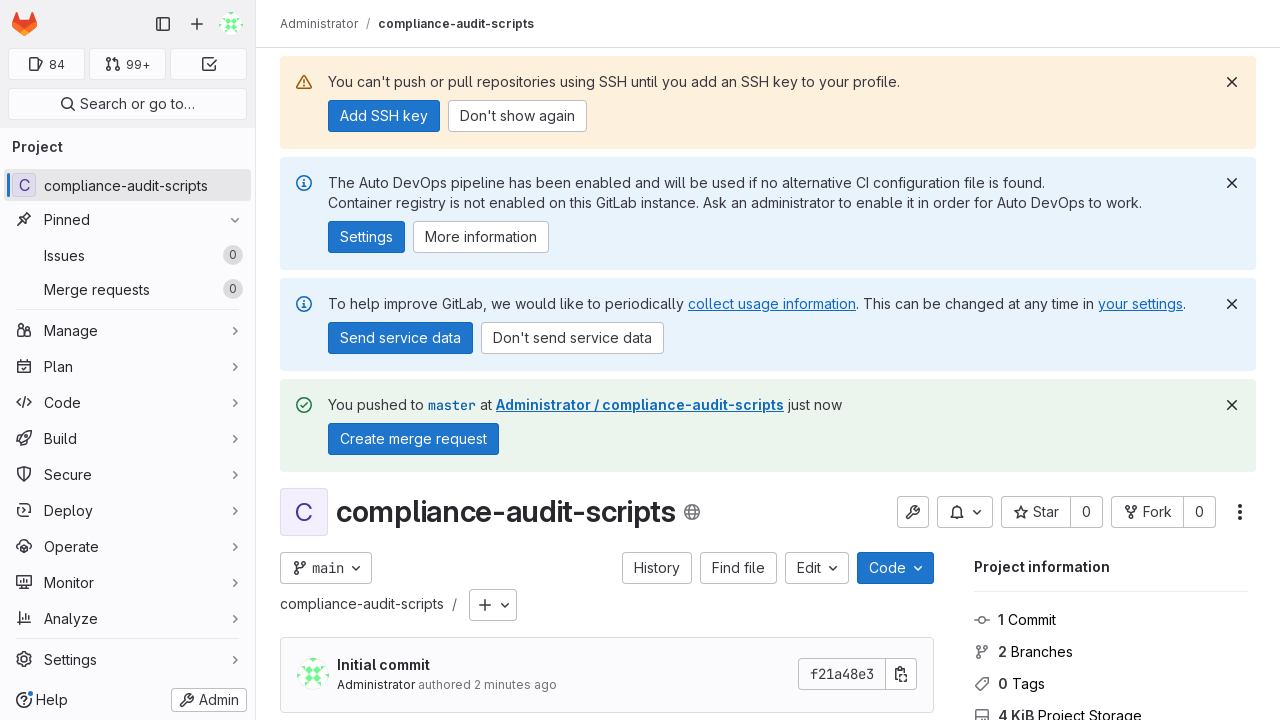 84
99+
Search or go to…
Project
C compliance-audit-scripts
Pinned
Issues 0
Merge requests 0
Manage
Plan
Code
Build
Secure
Deploy
Operate
Monitor
Analyze
Settings
Help
Admin
Administrator / compliance-audit-scripts
You can't push or pull repositories using SSH until you add an SSH key to your profile.
Add SSH key Don't show again
The Auto DevOps pipeline has been enabled and will be used if no alternative CI configuration file is found.
Container registry is not enabled on this GitLab instance. Ask an administrator to enable it in order for Auto DevOps to work.
Settings More information
To help improve GitLab, we would like to periodically collect usage information. This can be changed at any time in your settings.
Send service data Don't send service data
You pushed to master at Administrator / compliance-audit-scripts just now
Create merge request
C compliance-audit-scripts
Star 0 Fork 0
main History Find file Edit Code
compliance-audit-scripts /
Initial commit
Administrator authored 2 minutes ago
f21a48e3
Project information
1 Commit
2 Branches
0 Tags
4 KiB Project Storage